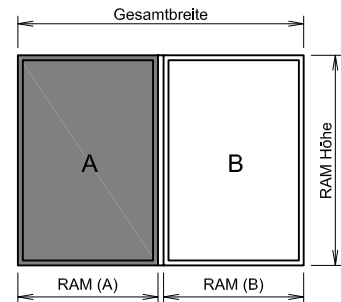 Gesamtbreite
A
B
RAM Höhe
RAM (A)
RAM (B)